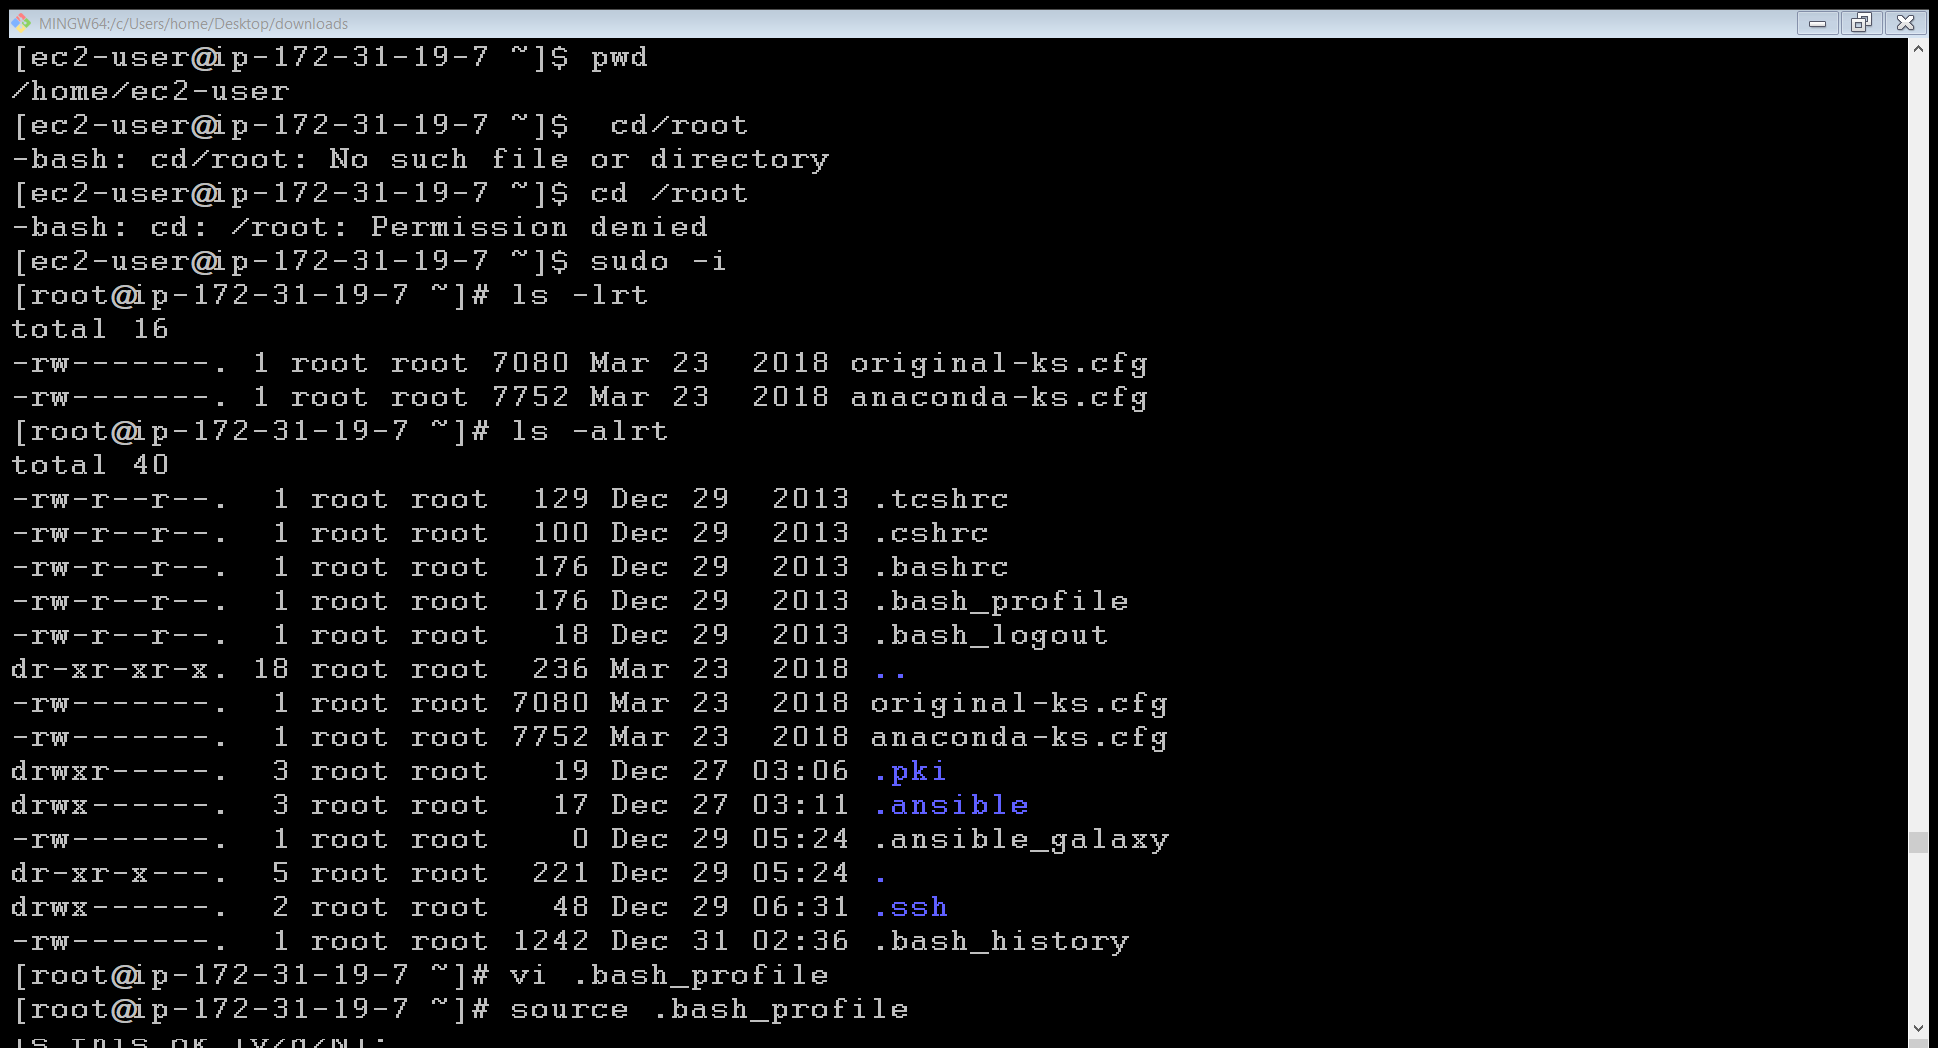 MINGW64:/c/Users/home/Desktop/downloads
[ec2-user@ip-172-31-19-7 ~]$ pwd
/home/ec2-user
[ec2-user@ip-172-31-19-7 ~]$  cd/root
-bash: cd/root: No such file or directory
[ec2-user@ip-172-31-19-7 ~]$ cd /root
-bash: cd: /root: Permission denied
[ec2-user@ip-172-31-19-7 ~]$ sudo -i
[root@ip-172-31-19-7 ~]# ls -lrt
total 16
-rw-------. 1 root root 7080 Mar 23  2018 original-ks.cfg
-rw-------. 1 root root 7752 Mar 23  2018 anaconda-ks.cfg
[root@ip-172-31-19-7 ~]# ls -alrt
total 40
-rw-r--r--.  1 root root  129 Dec 29  2013 .tcshrc
-rw-r--r--.  1 root root  100 Dec 29  2013 .cshrc
-rw-r--r--.  1 root root  176 Dec 29  2013 .bashrc
-rw-r--r--.  1 root root  176 Dec 29  2013 .bash_profile
-rw-r--r--.  1 root root   18 Dec 29  2013 .bash_logout
dr-xr-xr-x. 18 root root  236 Mar 23  2018 ..
-rw-------.  1 root root 7080 Mar 23  2018 original-ks.cfg
-rw-------.  1 root root 7752 Mar 23  2018 anaconda-ks.cfg
drwxr-----.  3 root root   19 Dec 27 03:06 .pki
drwx------.  3 root root   17 Dec 27 03:11 .ansible
-rw-------.  1 root root    0 Dec 29 05:24 .ansible_galaxy
dr-xr-x---.  5 root root  221 Dec 29 05:24 .
drwx------.  2 root root   48 Dec 29 06:31 .ssh
-rw-------.  1 root root 1242 Dec 31 02:36 .bash_history
[root@ip-172-31-19-7 ~]# vi .bash_profile
[root@ip-172-31-19-7 ~]# source .bash_profile
Is this ok [y/d/N]: